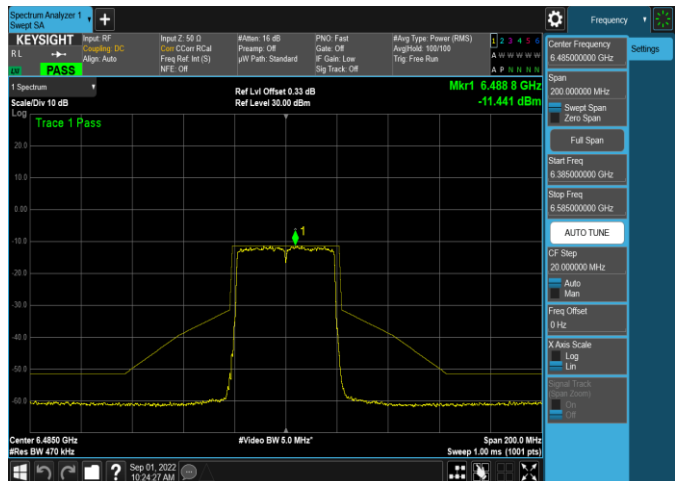 Spectrum Analyzer 1
Swept SA
Frequency
KEYSIGHT
Input: RF
Coupling: DC
Align: Auto
Input Z: 50 Ω
Corr CCorr RCal
Freq Ref: Int (S)
NFE: Off
#Atten: 16 dB
Preamp: Off
µW Path: Standard
PNO: Fast
Gate: Off
IF Gain: Low
Sig Track: Off
#Avg Type: Power (RMS)
Avg|Hold: 100/100
Trig: Free Run
1 2 3 4 5 6
A W W W W W
A P N N N N
R L
PASS
1 Spectrum
Scale/Div 10 dB
Ref Lvl Offset 0.33 dB
Ref Level 30.00 dBm
Mkr1 6.488 8 GHz
-11.441 dBm
Log
Trace 1 Pass
20.0
10.0
0.00
-10.0
-20.0
-30.0
-40.0
-50.0
-60.0
1
Center 6.4850 GHz
#Res BW 470 kHz
#Video BW 5.0 MHz*
Span 200.0 MHz
Sweep 1.00 ms (1001 pts)
Sep 01, 2022
10:24:27 AM
Center Frequency
6.485000000 GHz
Settings
Span
200.000000 MHz
Swept Span
Zero Span
Full Span
Start Freq
6.385000000 GHz
Stop Freq
6.585000000 GHz
AUTO TUNE
CF Step
20.000000 MHz
Auto
Man
Freq Offset
0 Hz
X Axis Scale
Log
Lin
Signal Track
(Span Zoom)
On
Off